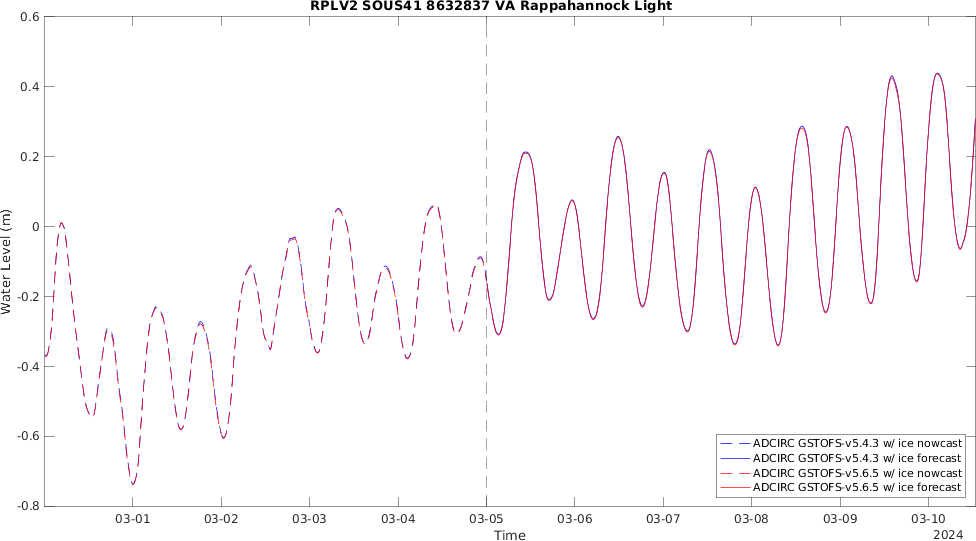 RPLV2 SOUS41 8632837 VA Rappahannock Light
0.6
0.4
0.2
0
-0.2
-0.4
-0.6
-0.8
Water Level (m)
03-01
03-02
03-03
03-04
03-05
03-06
03-07
03-08
03-09
03-10
Time
2024
ADCIRC GSTOFS-v5.4.3 w/ ice nowcast
ADCIRC GSTOFS-v5.4.3 w/ ice forecast
ADCIRC GSTOFS-v5.6.5 w/ ice nowcast
ADCIRC GSTOFS-v5.6.5 w/ ice forecast